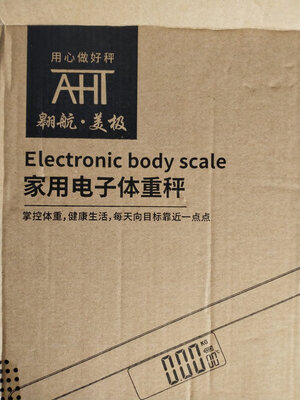 用心做好秤
AHT
翱航·美极
Electronic body scale
家用电子体重秤
掌控体重，健康生活，每天向目标靠近一点点
KG
000